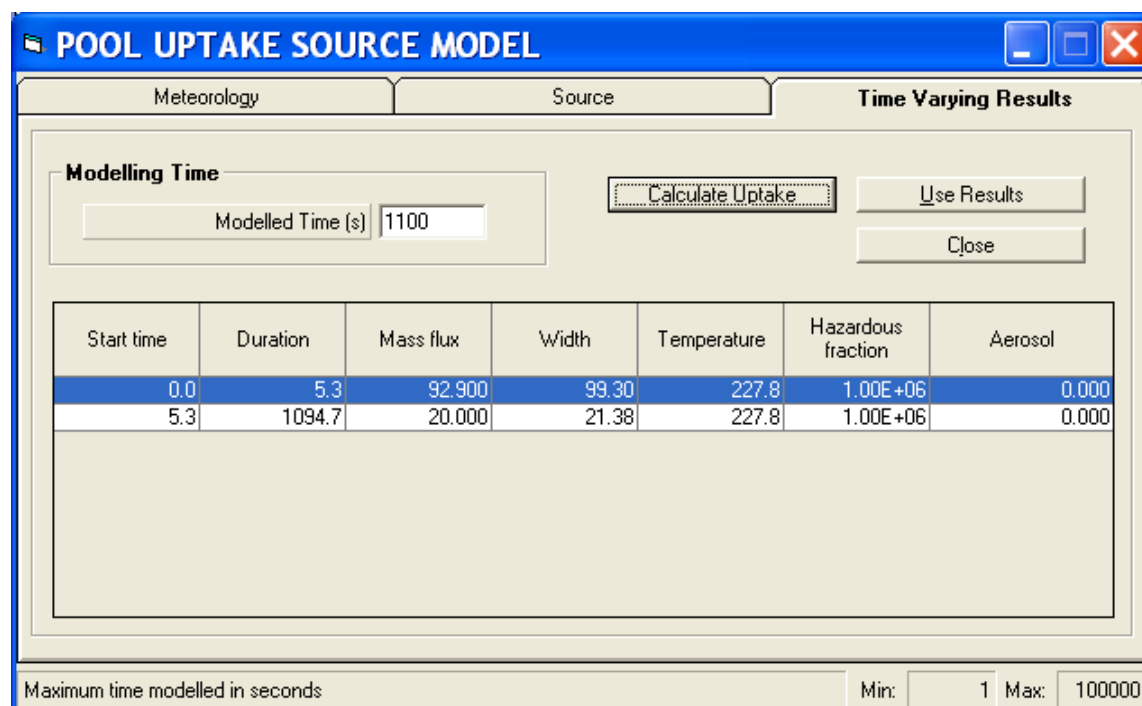 POOL UPTAKE SOURCE MODEL
Meteorology Source Time Varying Results
Modelling Time
Modelled Time (s) 1100
Calculate Uptake Use Results
Close
Start time Duration Mass flux Width Temperature Hazardous fraction Aerosol
0.0 5.3 92.900 99.30 227.8 1.00E+06 0.000
5.3 1094.7 20.000 21.38 227.8 1.00E+06 0.000
Maximum time modelled in seconds Min: 1 Max: 100000